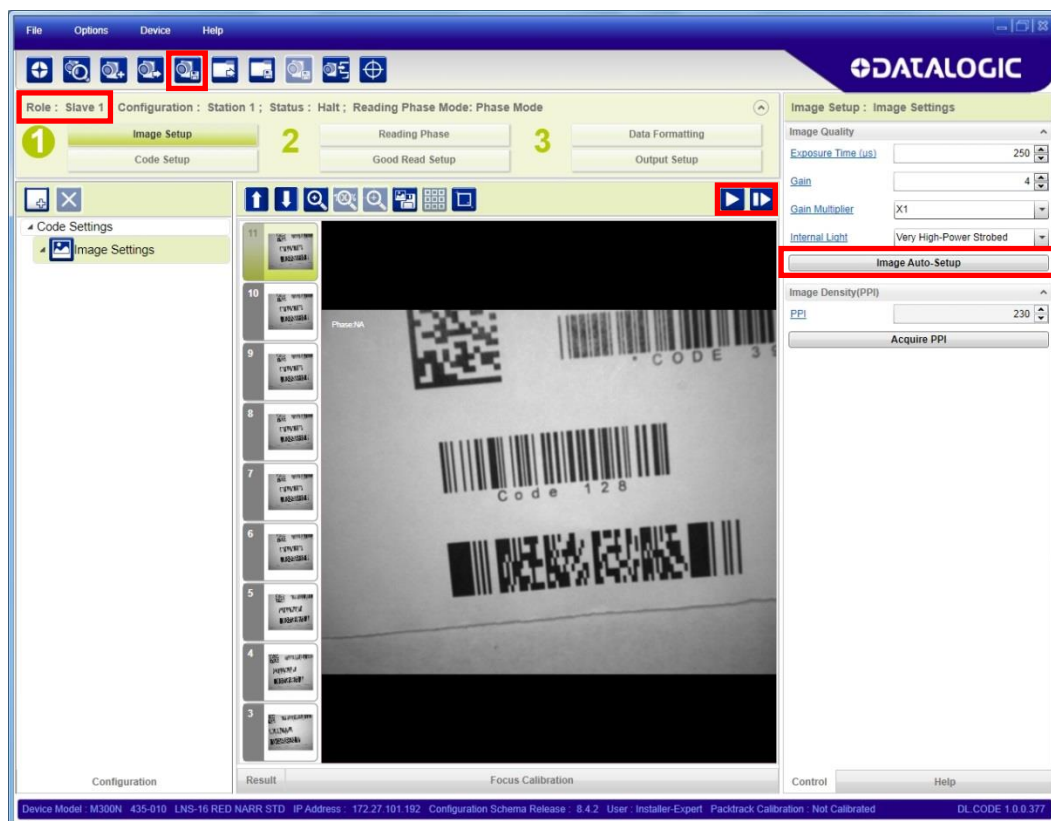 File Options Device Help
DATALOGIC
Role : Slave 1 Configuration : Station 1 ; Status : Halt ; Reading Phase Mode: Phase Mode
1 Image Setup 2 Reading Phase 3 Data Formatting
Code Setup Good Read Setup Output Setup
Image Setup : Image Settings
Image Quality
Exposure Time (µs) 250
Gain 4
Gain Multiplier X1
Internal Light Very High-Power Strobed
Image Auto-Setup
Image Density(PPI)
PPI 230
Acquire PPI
Code Settings
Image Settings
11
10
9
8
7
6
5
4
3
Phase:NA
* CODE 39
Code 128
Configuration
Result Focus Calibration
Control Help
Device Model : M300N 435-010 LNS-16 RED NARR STD IP Address : 172.27.101.192 Configuration Schema Release : 8.4.2 User : Installer-Expert Packtrack Calibration : Not Calibrated DL.CODE 1.0.0.377